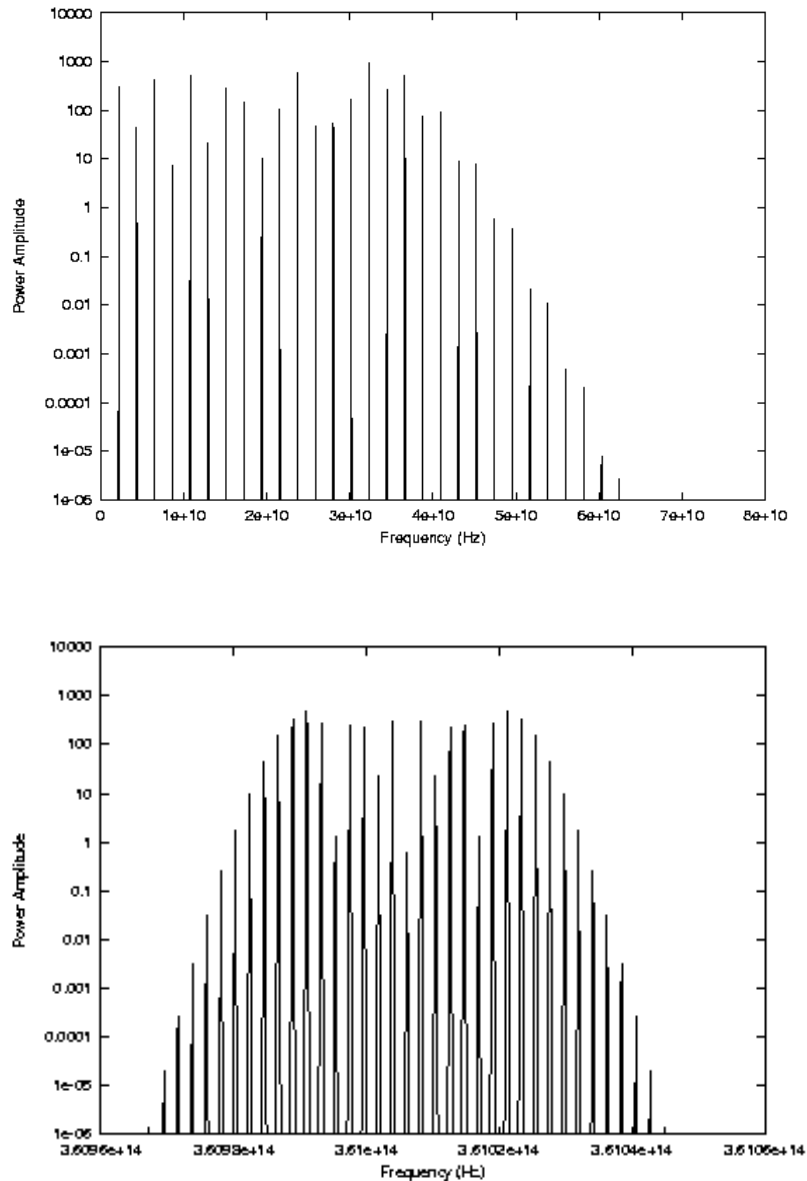 10000
1000
100
10
1
0.1
0.01
0.001
0.0001
1e-05
1e-06
Power Amplitude
0 1e+10 2e+10 3e+10 4e+10 5e+10 6e+10 7e+10 8e+10
Frequency (Hz)
10000
1000
100
10
1
0.1
0.01
0.001
0.0001
1e-05
1e-06
Power Amplitude
3.6096e+14 3.6098e+14 3.61e+14 3.6102e+14 3.6104e+14 3.6106e+14
Frequency (Hz)